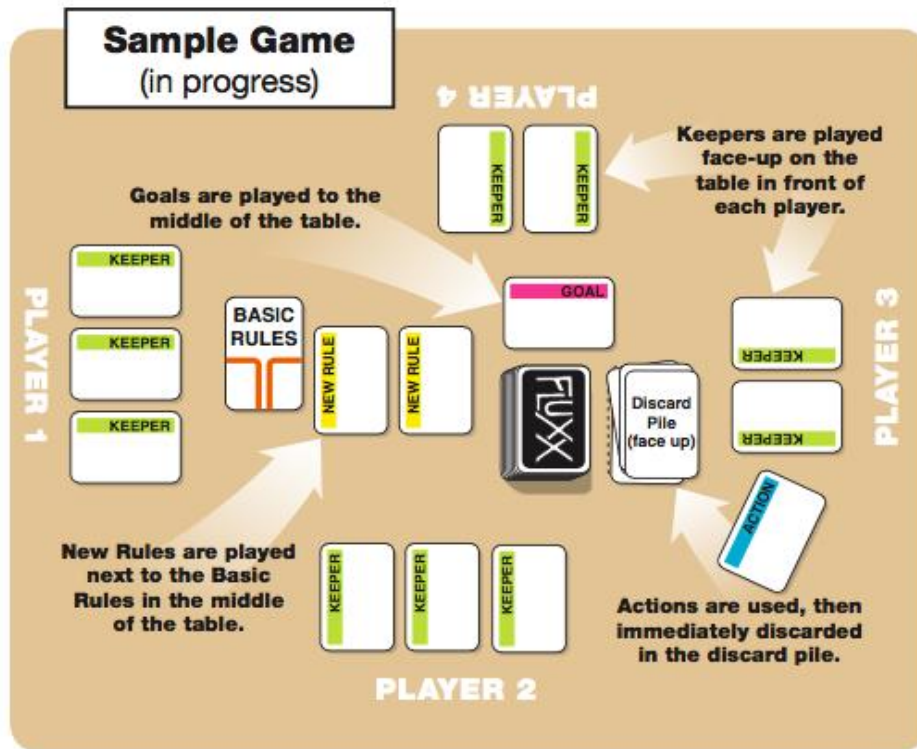 Sample Game
(in progress)
PLAYER 4
KEEPER
KEEPER
Keepers are played
face-up on the
table in front of
each player.
Goals are played to the
middle of the table.
PLAYER 1
KEEPER
KEEPER
KEEPER
BASIC
RULES
NEW RULE
NEW RULE
GOAL
FLUXX
Discard
Pile
(face up)
KEEPER
KEEPER
PLAYER 3
ACTION
New Rules are played
next to the Basic
Rules in the middle
of the table.
KEEPER
KEEPER
KEEPER
Actions are used, then
immediately discarded
in the discard pile.
PLAYER 2